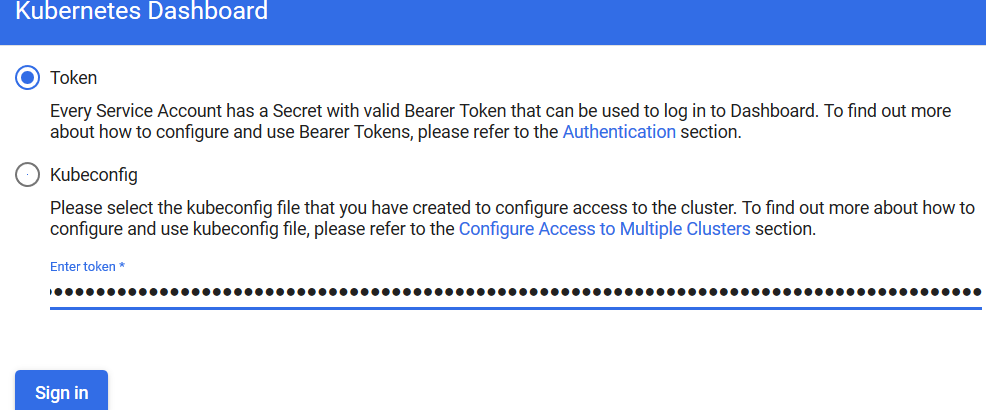 Kubernetes Dashboard
Token
Every Service Account has a Secret with valid Bearer Token that can be used to log in to Dashboard. To find out more
about how to configure and use Bearer Tokens, please refer to the Authentication section.
Kubeconfig
Please select the kubeconfig file that you have created to configure access to the cluster. To find out more about how to
configure and use kubeconfig file, please refer to the Configure Access to Multiple Clusters section.
Enter token *
Sign in